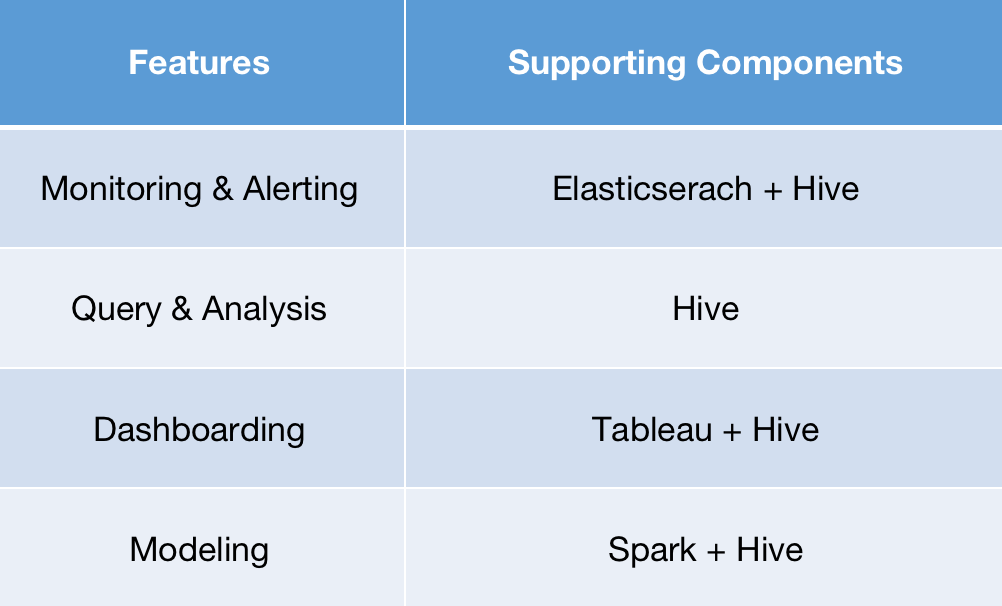 Features Supporting Components
Monitoring & Alerting Elasticserach + Hive
Query & Analysis Hive
Dashboarding Tableau + Hive
Modeling Spark + Hive